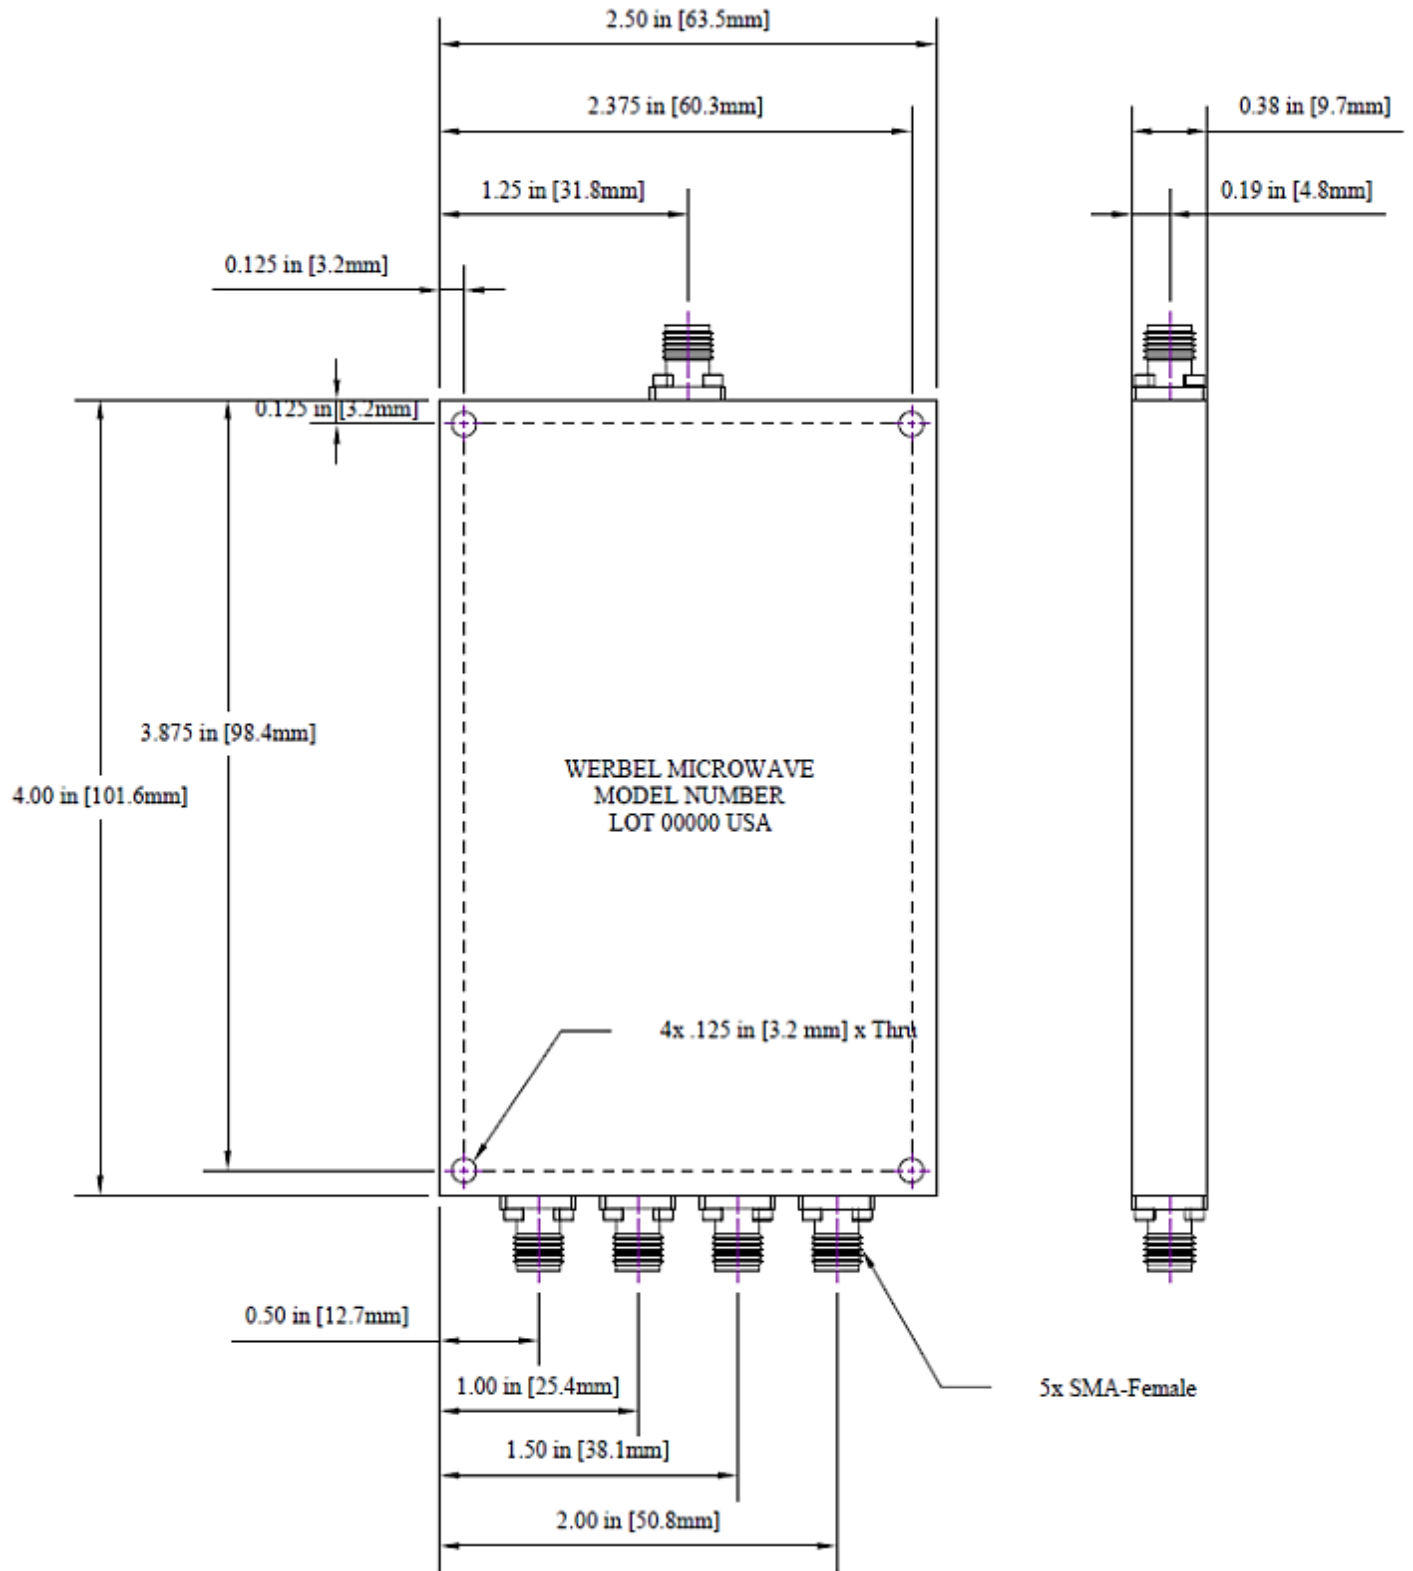 2.50 in [63.5mm]
2.375 in [60.3mm]
0.38 in [9.7mm]
1.25 in [31.8mm]
0.19 in [4.8mm]
0.125 in [3.2mm]
0.125 in [3.2mm]
3.875 in [98.4mm]
4.00 in [101.6mm]
WERBEL MICROWAVE
MODEL NUMBER
LOT 00000 USA
4x .125 in [3.2 mm] x Thru
0.50 in [12.7mm]
1.00 in [25.4mm]
5x SMA-Female
1.50 in [38.1mm]
2.00 in [50.8mm]